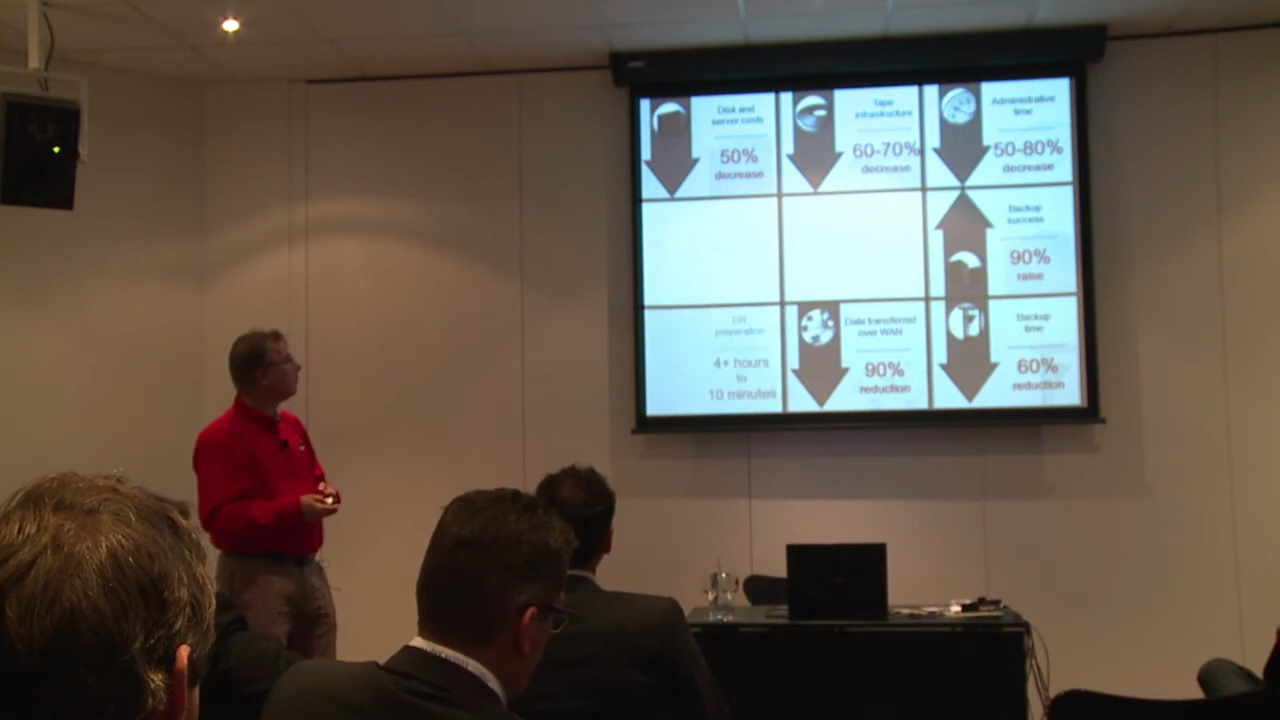 Disk and
server costs
50%
decrease
Tape
infrastructure
60-70%
decrease
Administrative
time
50-80%
decrease
Backup
success
90%
raise
DR
preparation
4+ hours
to
10 minutes
Data transferred
over WAN
90%
reduction
Backup
time
60%
reduction